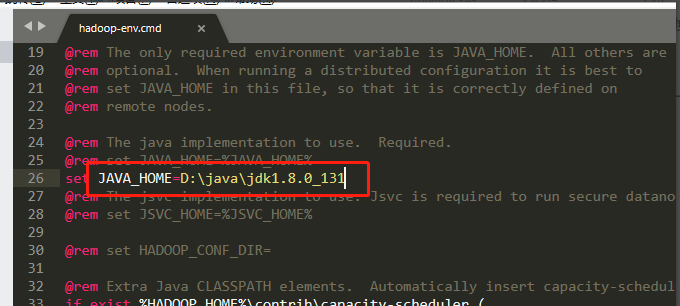 hadoop-env.cmd
19 @rem The only required environment variable is JAVA_HOME.  All others are
20 @rem optional.  When running a distributed configuration it is best to
21 @rem set JAVA_HOME in this file, so that it is correctly defined on
22 @rem remote nodes.
23
24 @rem The java implementation to use.  Required.
25 @rem set JAVA_HOME=%JAVA_HOME%
26 set JAVA_HOME=D:\java\jdk1.8.0_131
27 @rem The jsvc implementation to use. Jsvc is required to run secure datano
28 @rem set JSVC_HOME=%JSVC_HOME%
29
30 @rem set HADOOP_CONF_DIR=
31
32 @rem Extra Java CLASSPATH elements.  Automatically insert capacity-schedul
33 if exist %HADOOP_HOME%\contrib\capacity-scheduler (